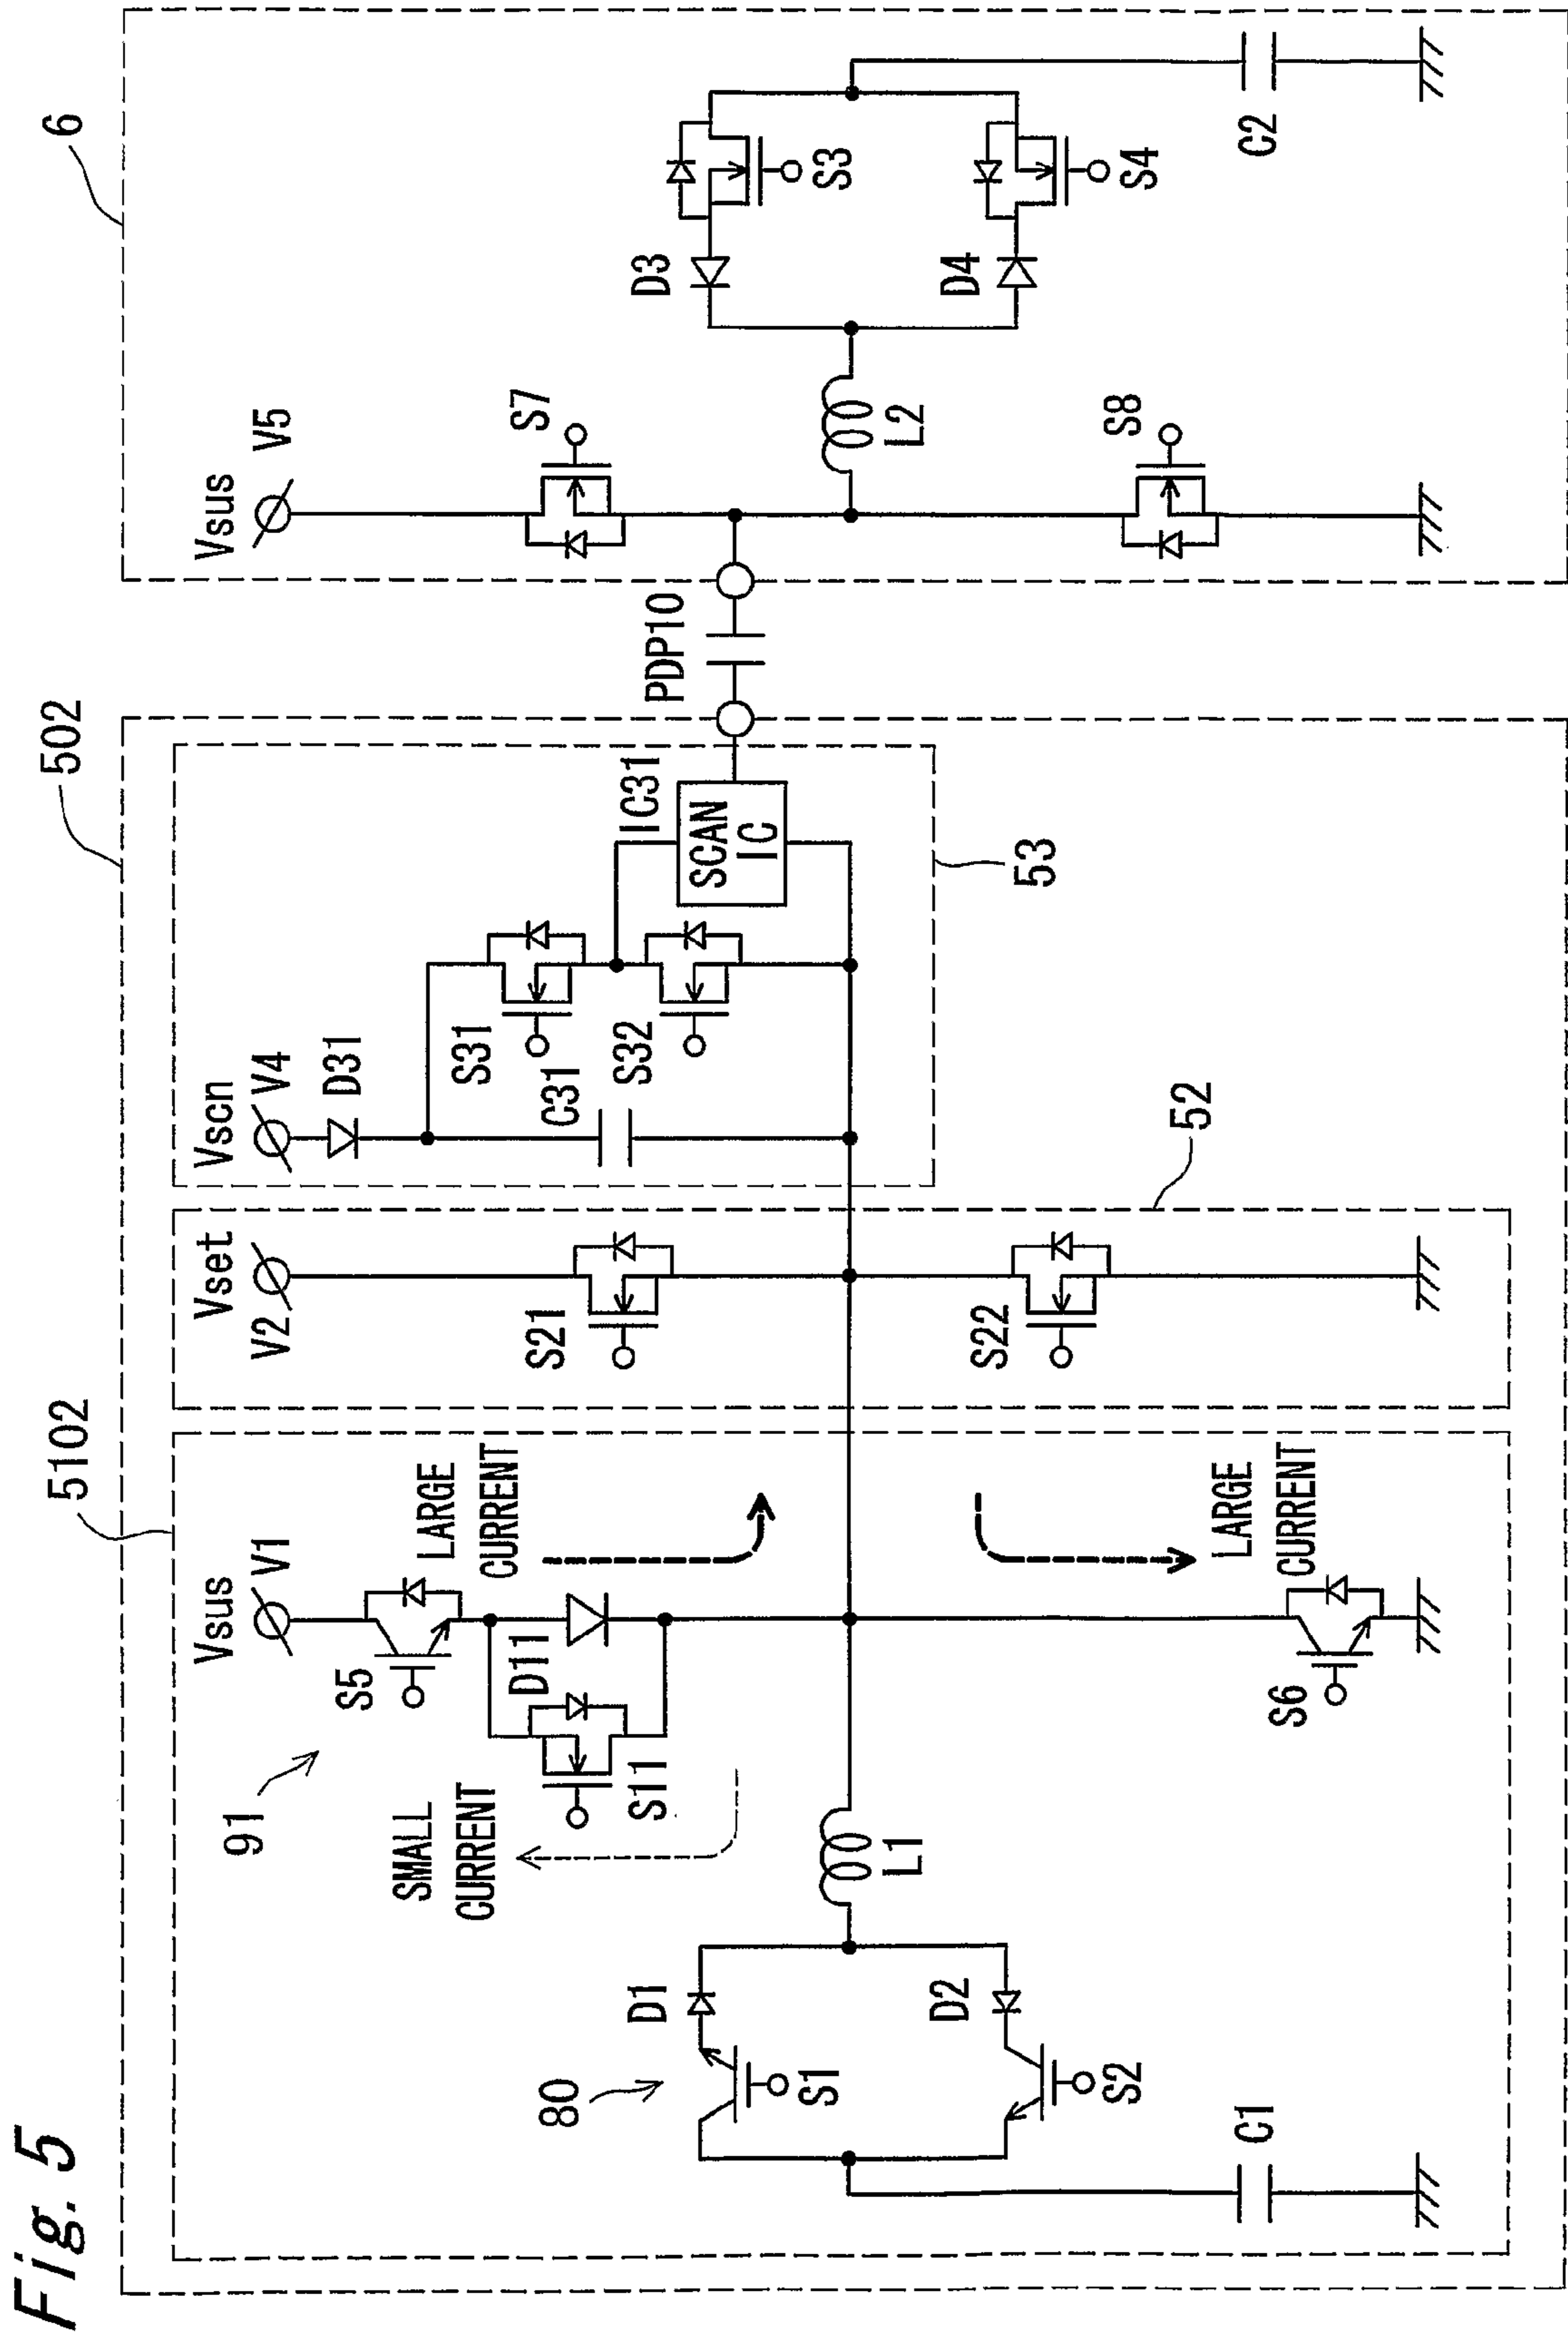 Fig. 5
5102
502
6
91
Vsus
V1
S5
D11
S11
LARGE
CURRENT
SMALL
CURRENT
LARGE
CURRENT
S6
80
D1
S1
D2
S2
L1
C1
Vset
V2
S21
S22
52
Vscn
V4
D31
S31
C31
S32
IC31
SCAN
IC
53
PDP10
Vsus
V5
S7
L2
S8
D3
S3
D4
S4
C2